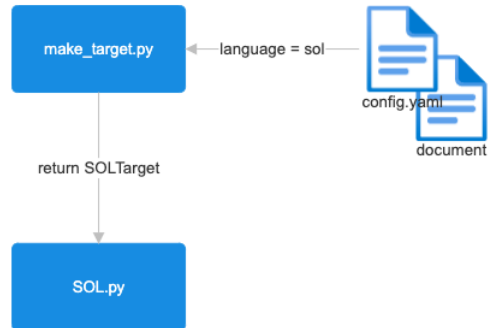 make_target.py
language = sol
config.yaml
document
return SOLTarget
SOL.py